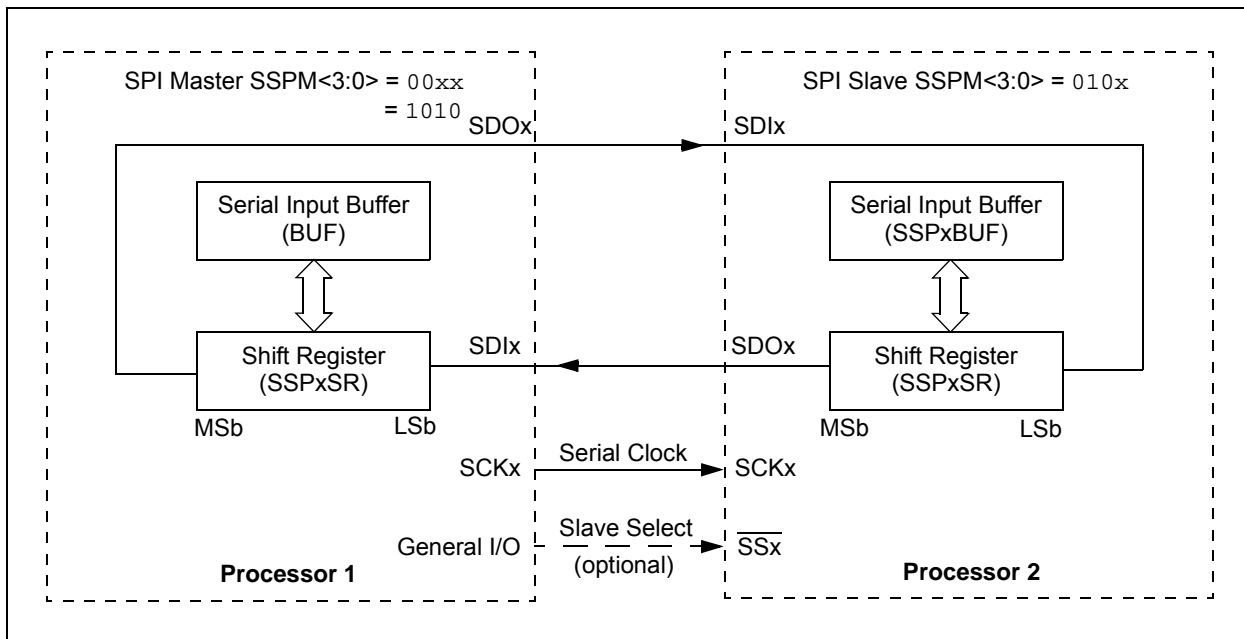 SPI Master SSPM<3:0> = 00xx
= 1010
SDOx
Serial Input Buffer
(BUF)
Shift Register
(SSPxSR)
MSb
LSb
SDIx
SCKx
General I/O
Processor 1
Serial Clock
Slave Select
(optional)
SPI Slave SSPM<3:0> = 010x
SDIx
Serial Input Buffer
(SSPxBUF)
SDOx
Shift Register
(SSPxSR)
MSb
LSb
SCKx
SSx
Processor 2